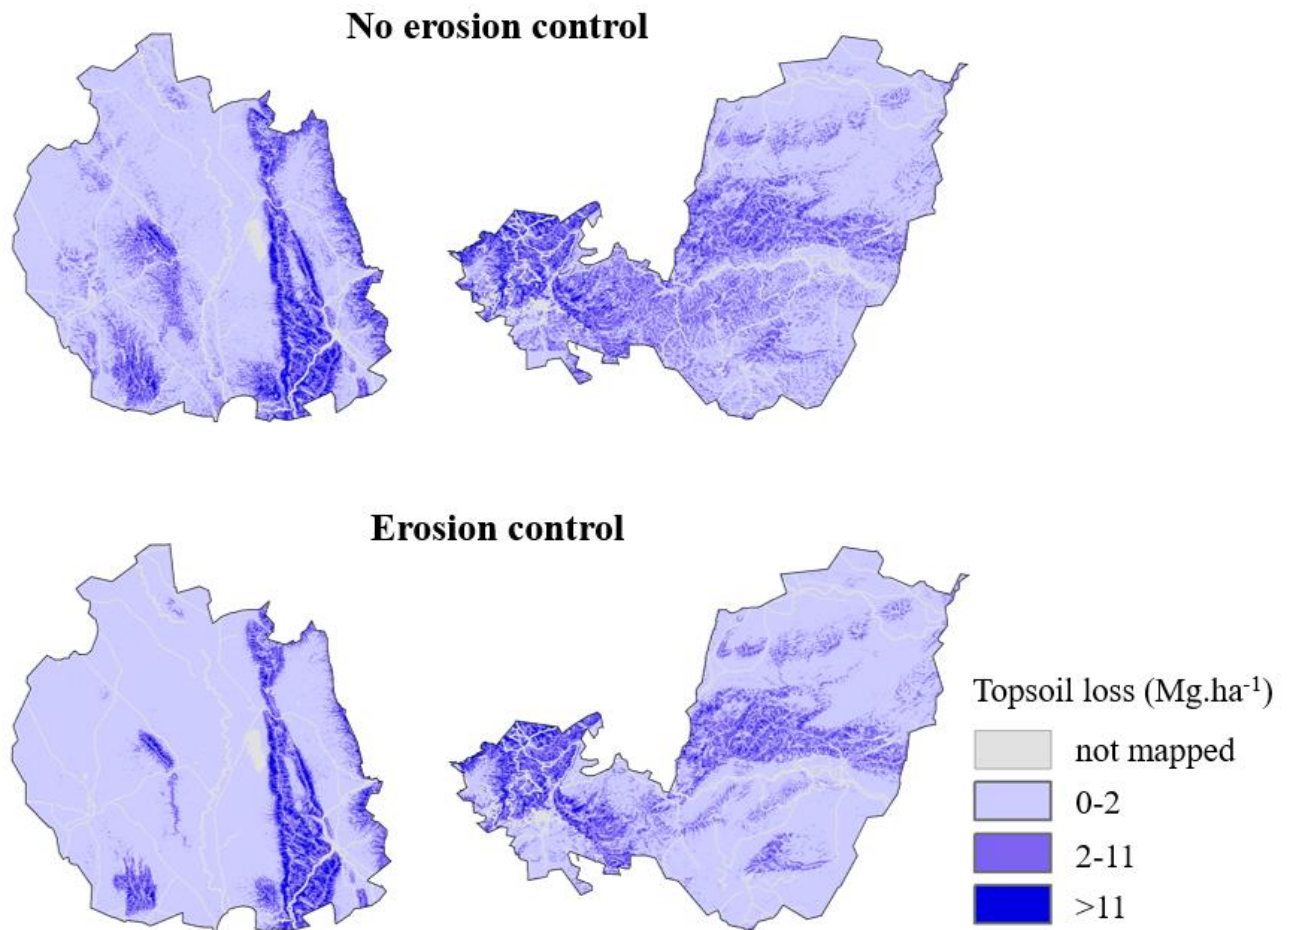 No erosion control
Erosion control
Topsoil loss (Mg.ha⁻¹)
not mapped
0-2
2-11
>11